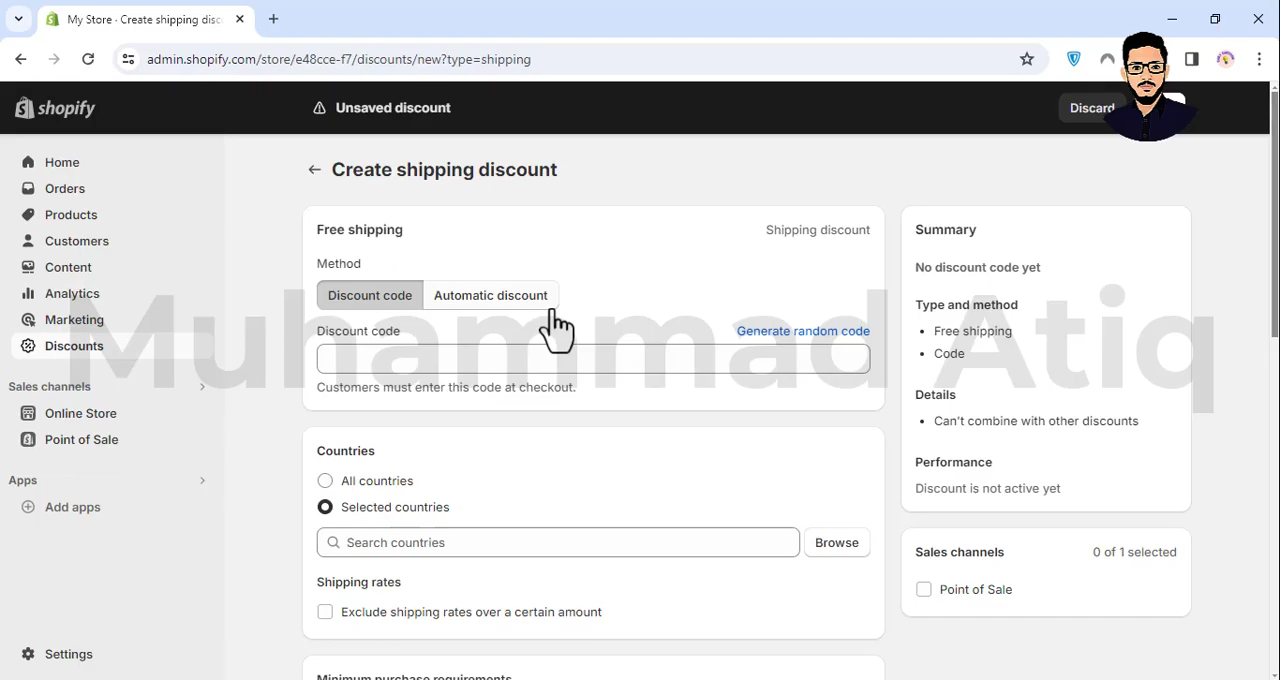 My Store · Create shipping disc
admin.shopify.com/store/e48cce-f7/discounts/new?type=shipping
shopify
Unsaved discount
Discard
Home
Orders
Products
Customers
Content
Analytics
Marketing
Discounts
Sales channels
Online Store
Point of Sale
Apps
Add apps
Settings
Create shipping discount
Free shipping
Shipping discount
Method
Discount code
Automatic discount
Discount code
Generate random code
Customers must enter this code at checkout.
Countries
All countries
Selected countries
Search countries
Browse
Shipping rates
Exclude shipping rates over a certain amount
Minimum purchase requirements
Summary
No discount code yet
Type and method
• Free shipping
• Code
Details
• Can't combine with other discounts
Performance
Discount is not active yet
Sales channels
0 of 1 selected
Point of Sale
Muhammad Atiq